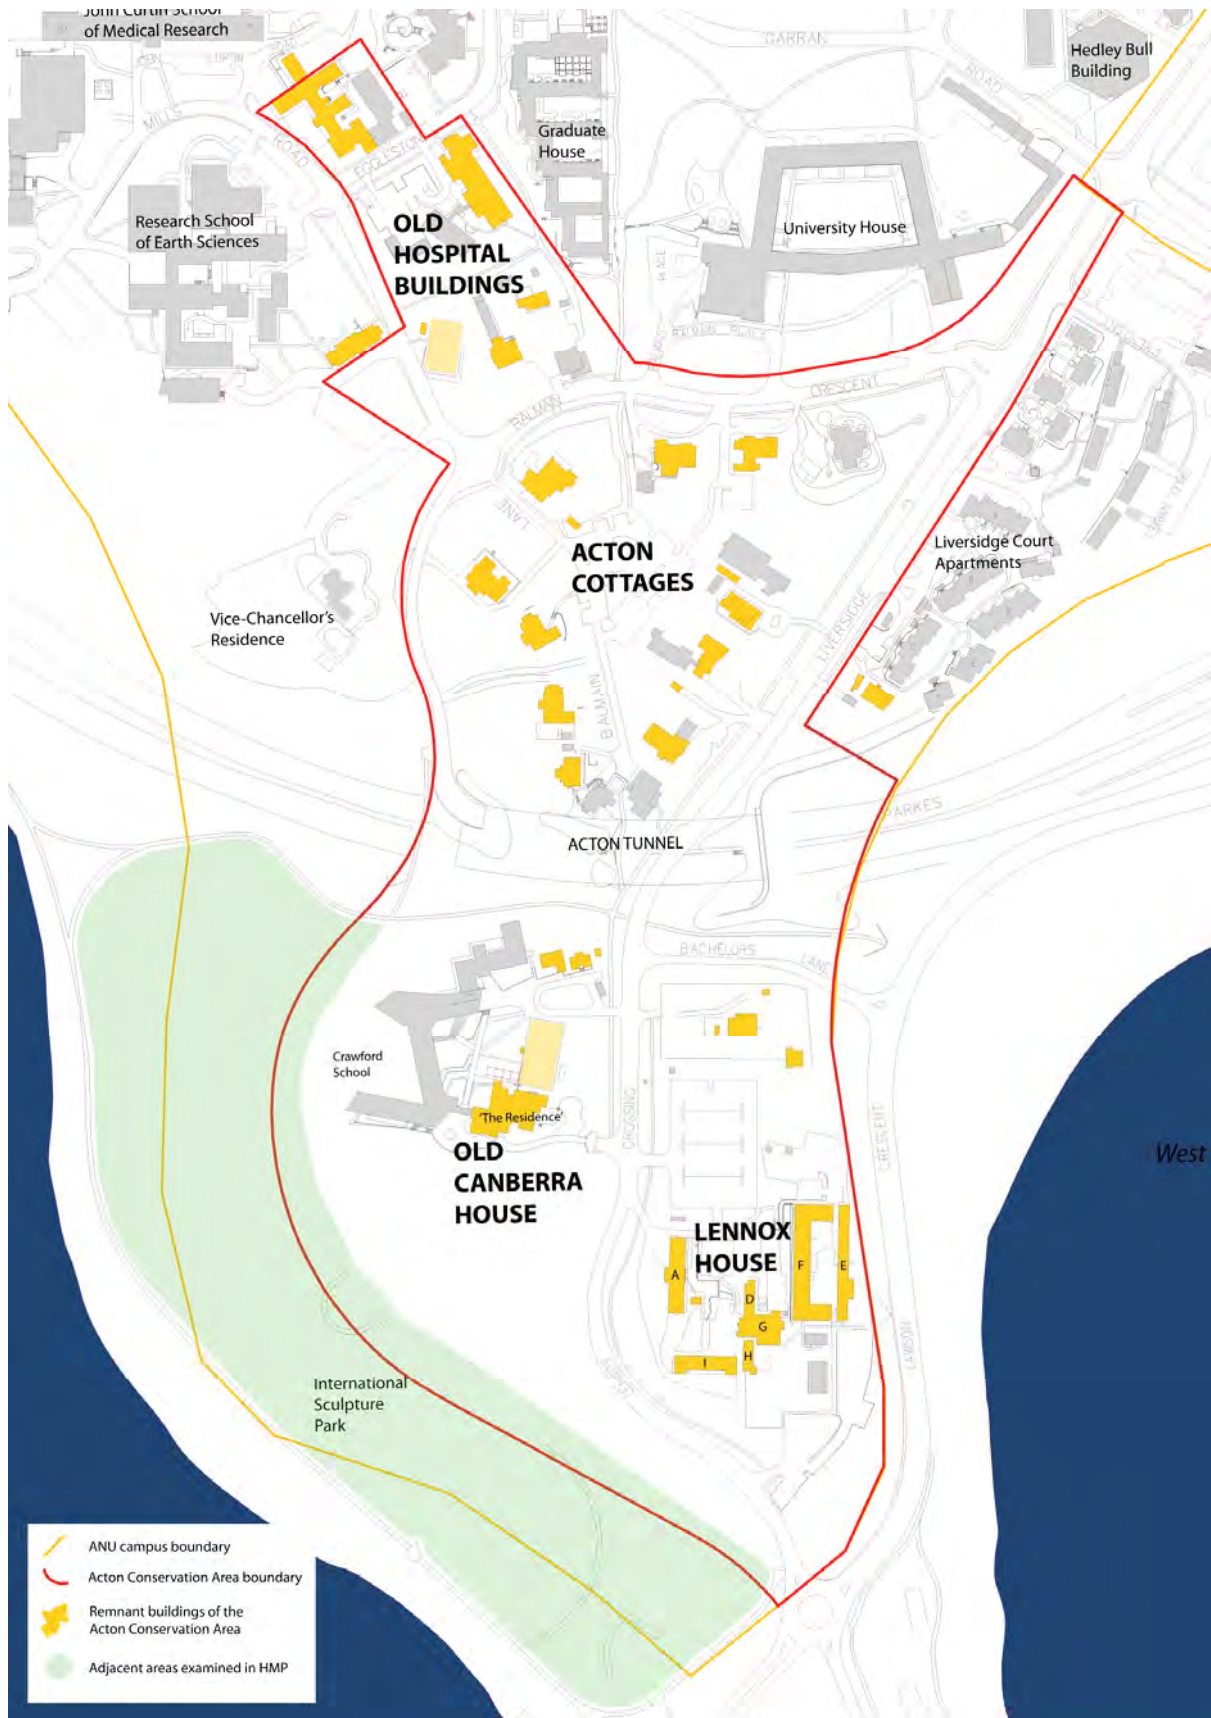 John Curtin School
of Medical Research
GARRAN
ROAD
Hedley Bull
Building
MILLS
ROAD
EGGLESTON
Graduate
House
Research School
of Earth Sciences
OLD
HOSPITAL
BUILDINGS
University House
BALMAIN
CRESCENT
LANE
ACTON
COTTAGES
Liversidge Court
Apartments
LIVERSIDGE
Vice-Chancellor's
Residence
BALMAIN
PARKES
ACTON TUNNEL
BACHELORS
LANE
Crawford
School
'The Residence'
CROSSING
OLD
CANBERRA
HOUSE
CRESCENT
West
LENNOX
HOUSE
A
F
E
D
G
H
I
LAWSON
International
Sculpture
Park
ANU campus boundary
Acton Conservation Area boundary
Remnant buildings of the
Acton Conservation Area
Adjacent areas examined in HMP